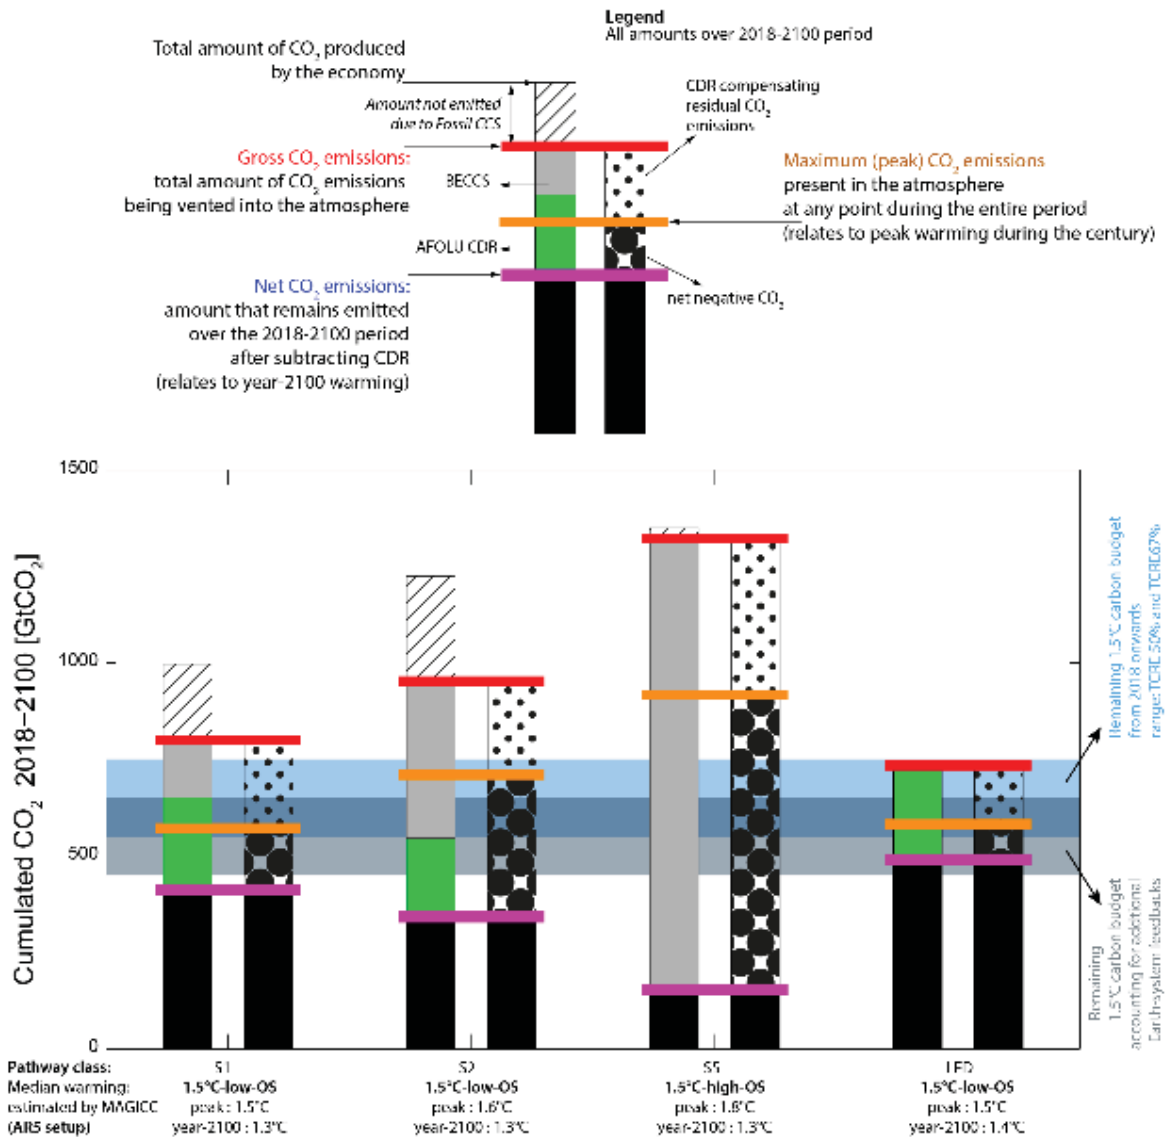 Legend
All amounts over 2018-2100 period
Total amount of CO2 produced
by the economy
Amount not emitted
due to Fossil CCS
CDR compensating
residual CO2
emissions
Gross CO2 emissions:
total amount of CO2 emissions
being vented into the atmosphere
BECCS
Maximum (peak) CO2 emissions
present in the atmosphere
at any point during the entire period
(relates to peak warming during the century)
AFOLU CDR
Net CO2 emissions:
amount that remains emitted
over the 2018-2100 period
after subtracting CDR
(relates to year-2100 warming)
net negative CO2
Cumulated CO2 2018-2100 [GtCO2]
1500
1000
500
0
Remaining 1.5°C carbon budget
from 2018 onwards
range: TCRE 50% and TCRE67%
Remaining
1.5°C carbon budget
accounting for additional
Earth-system feedbacks
Pathway class: S1 S2 S5 LED
Median warming: 1.5°C-low-OS 1.5°C-low-OS 1.5°C-high-OS 1.5°C-low-OS
estimated by MAGICC peak : 1.5°C peak : 1.6°C peak : 1.8°C peak : 1.5°C
(AR5 setup) year-2100 : 1.3°C year-2100 : 1.3°C year-2100 : 1.3°C year-2100 : 1.4°C